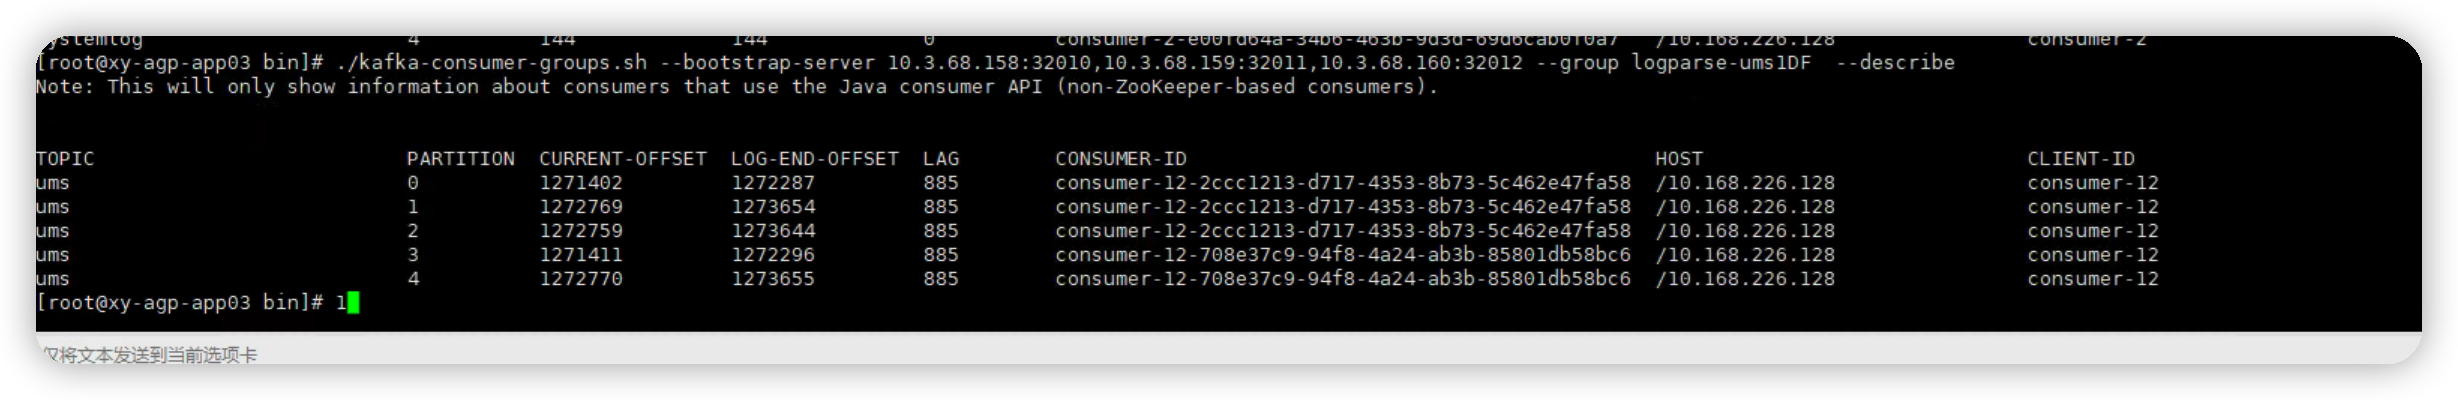 systemlog 4 144 144 0 consumer-2-e00fd64a-34b6-463b-9d3d-69d6cab0f0a7 /10.168.226.128 consumer-2
[root@xy-agp-app03 bin]# ./kafka-consumer-groups.sh --bootstrap-server 10.3.68.158:32010,10.3.68.159:32011,10.3.68.160:32012 --group logparse-ums1DF --describe
Note: This will only show information about consumers that use the Java consumer API (non-ZooKeeper-based consumers).
TOPIC PARTITION CURRENT-OFFSET LOG-END-OFFSET LAG CONSUMER-ID HOST CLIENT-ID
ums 0 1271402 1272287 885 consumer-12-2ccc1213-d717-4353-8b73-5c462e47fa58 /10.168.226.128 consumer-12
ums 1 1272769 1273654 885 consumer-12-2ccc1213-d717-4353-8b73-5c462e47fa58 /10.168.226.128 consumer-12
ums 2 1272759 1273644 885 consumer-12-2ccc1213-d717-4353-8b73-5c462e47fa58 /10.168.226.128 consumer-12
ums 3 1271411 1272296 885 consumer-12-708e37c9-94f8-4a24-ab3b-85801db58bc6 /10.168.226.128 consumer-12
ums 4 1272770 1273655 885 consumer-12-708e37c9-94f8-4a24-ab3b-85801db58bc6 /10.168.226.128 consumer-12
[root@xy-agp-app03 bin]# 1
仅将文本发送到当前选项卡